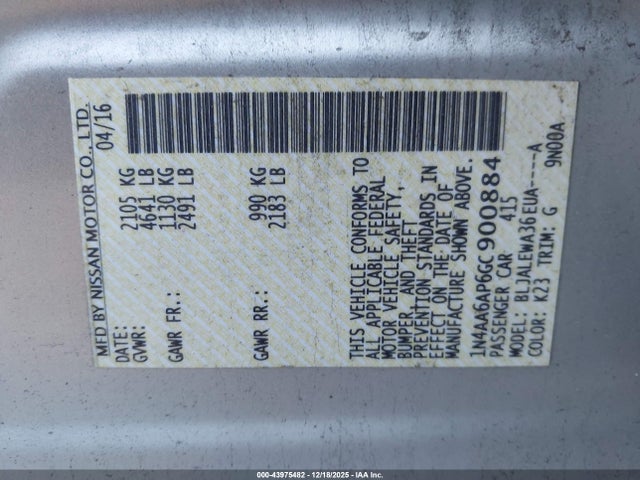 MFD BY NISSAN MOTOR CO., LTD.
DATE: 04/16
GVWR: 2105 KG
4641 LB
GAWR FR.: 1130 KG
2491 LB
GAWR RR.: 990 KG
2183 LB
THIS VEHICLE CONFORMS TO
ALL APPLICABLE FEDERAL
MOTOR VEHICLE SAFETY,
BUMPER, AND THEFT
PREVENTION STANDARDS IN
EFFECT ON THE DATE OF
MANUFACTURE SHOWN ABOVE.
1N4AA6AP6GC900884
PASSENGER CAR 415
MODEL: BLJALEWA36EUA----A
COLOR: K23 TRIM: G 9N00A
000-43975482 - 12/18/2025 - IAA Inc.